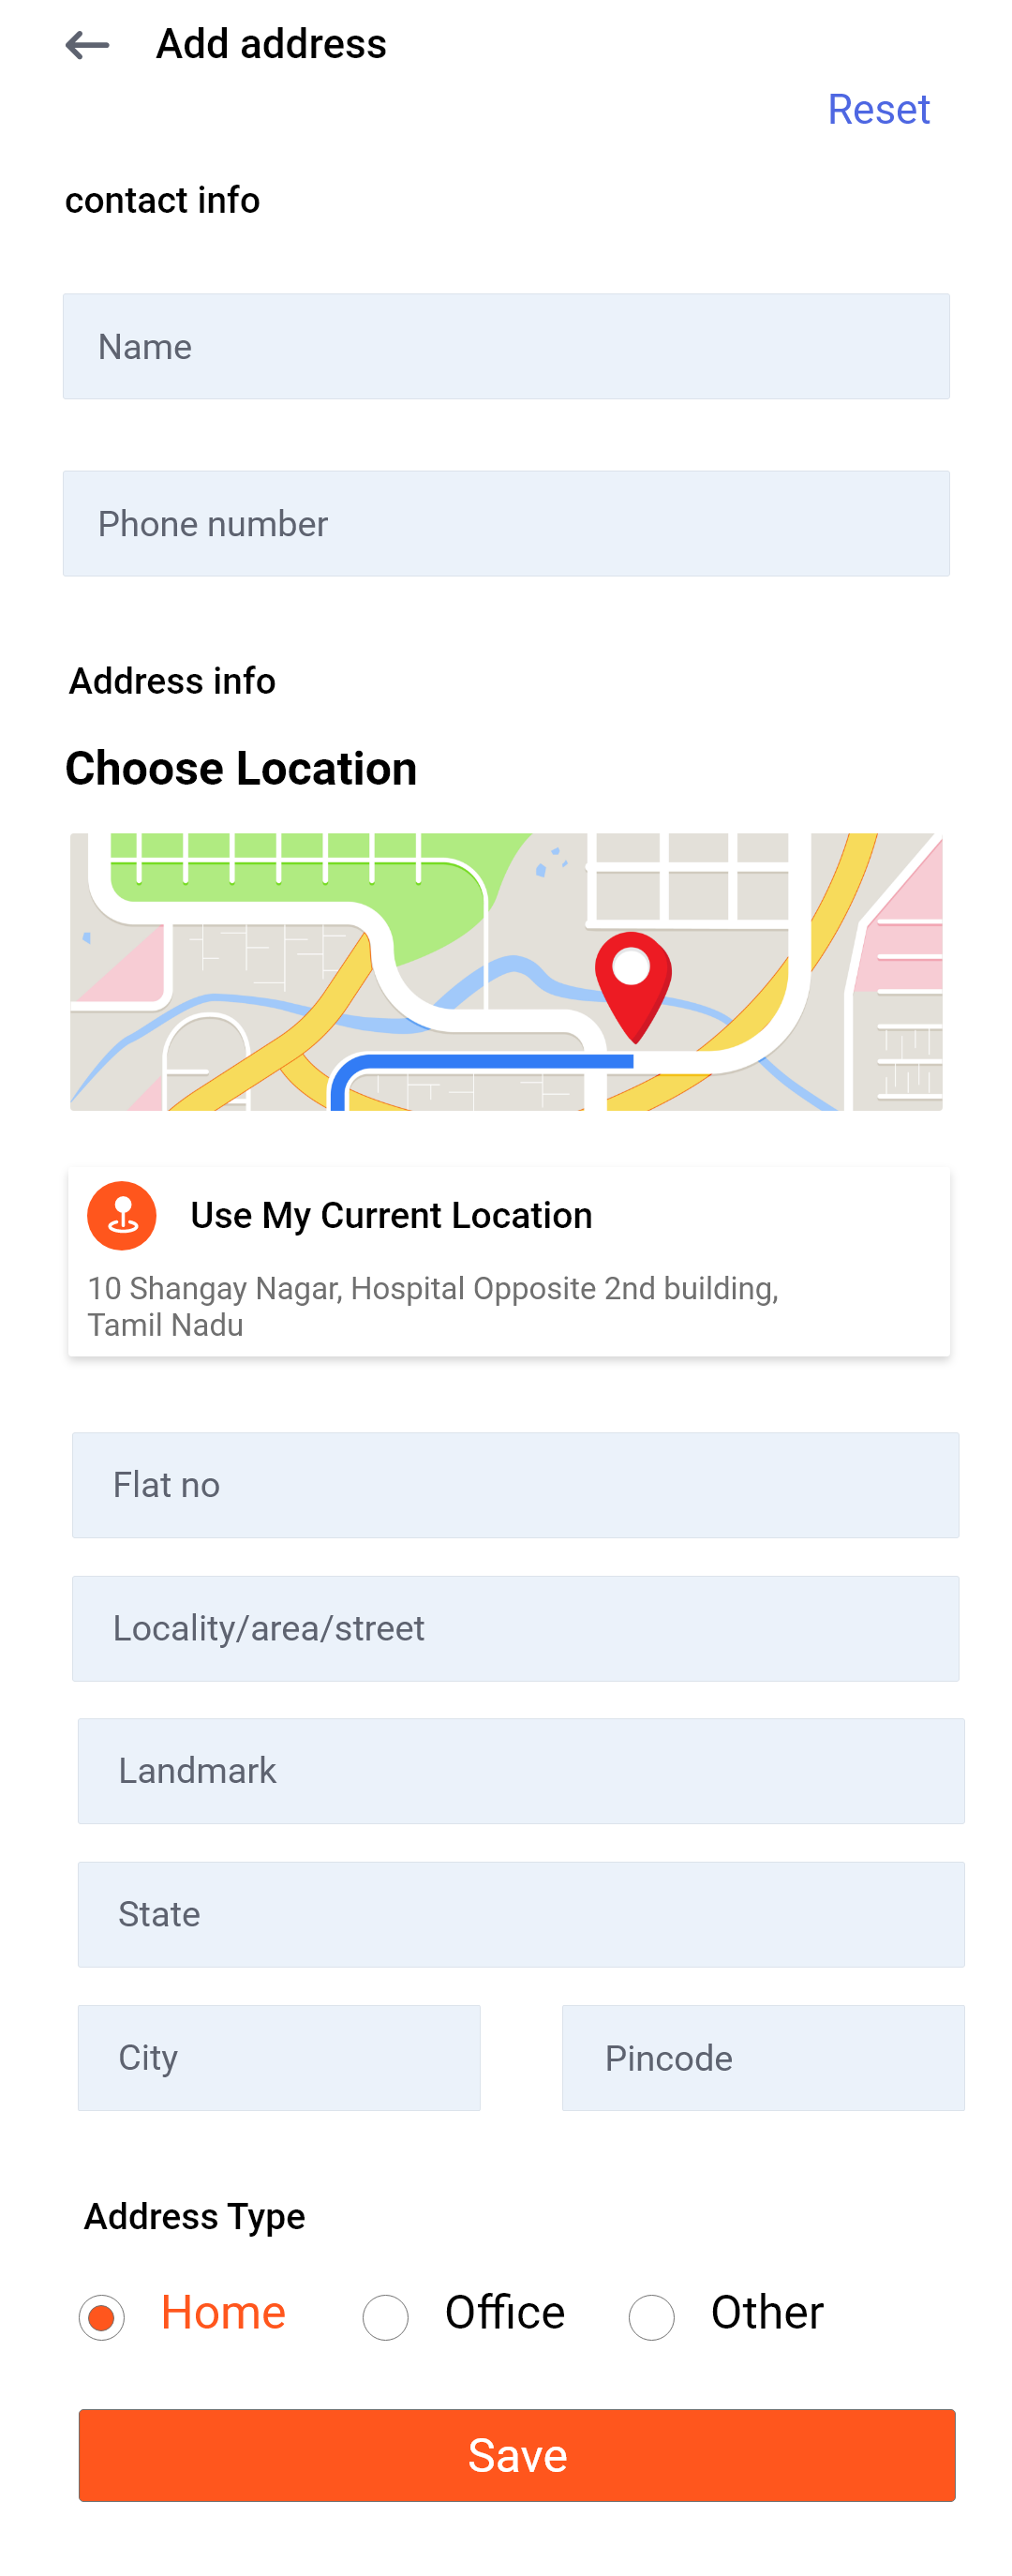 Add address
Reset
contact info
Name
Phone number
Address info
Choose Location
Use My Current Location
10 Shangay Nagar, Hospital Opposite 2nd building,
Tamil Nadu
Flat no
Locality/area/street
Landmark
State
City Pincode
Address Type
Home Office Other
Save